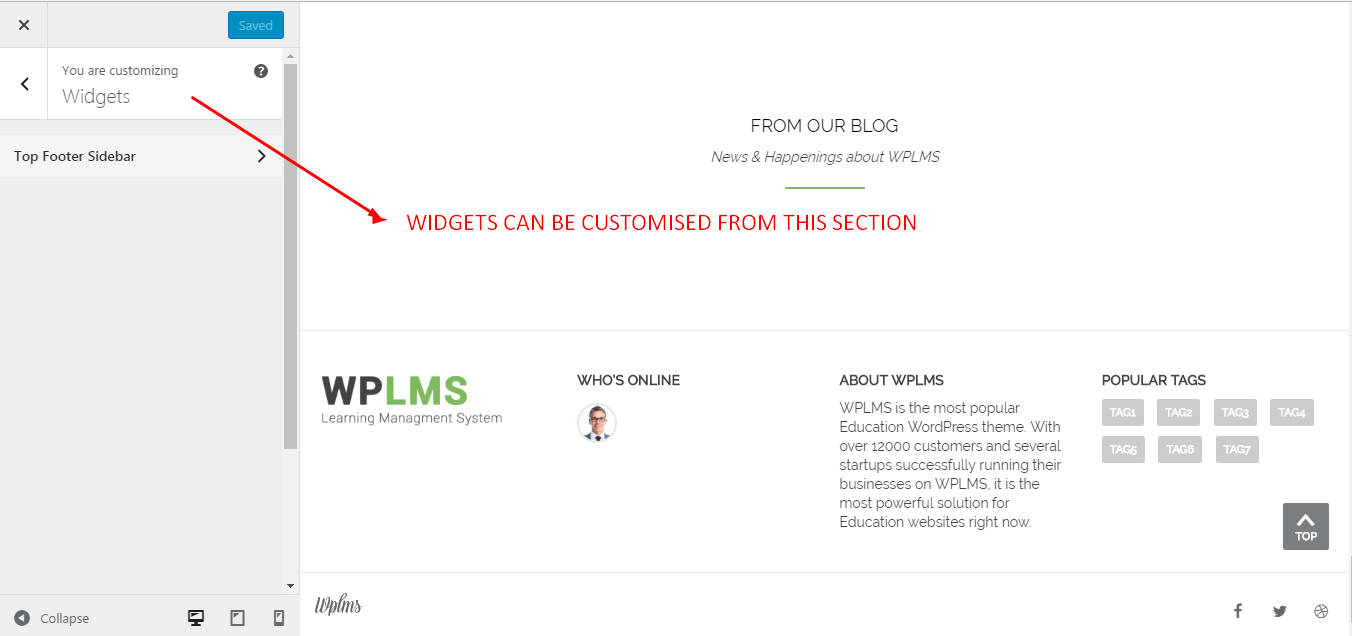 Saved
You are customizing
Widgets
Top Footer Sidebar
Collapse
FROM OUR BLOG
News & Happenings about WPLMS
WIDGETS CAN BE CUSTOMISED FROM THIS SECTION
WPLMS
Learning Managment System
WHO'S ONLINE
ABOUT WPLMS
WPLMS is the most popular
Education WordPress theme. With
over 12000 customers and several
startups successfully running their
businesses on WPLMS, it is the
most powerful solution for
Education websites right now.
POPULAR TAGS
TAG1 TAG2 TAG3 TAG4
TAG5 TAG6 TAG7
TOP
Wplms